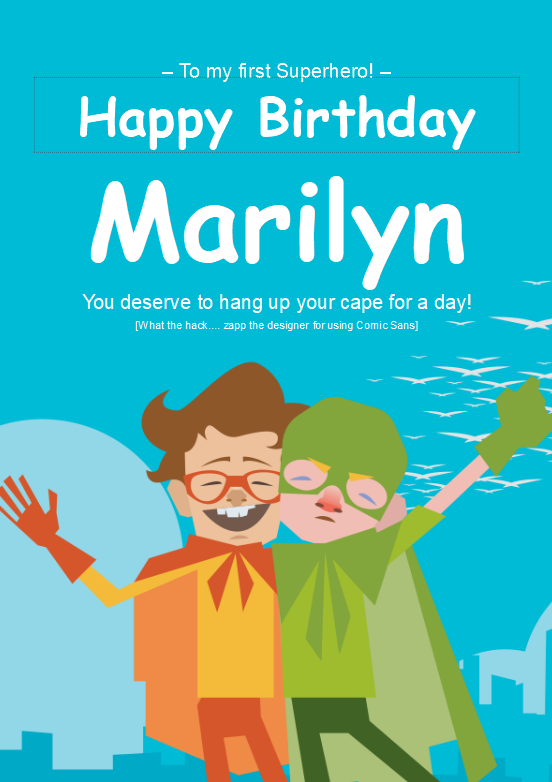 – To my first Superhero! –
Happy Birthday
Marilyn
You deserve to hang up your cape for a day!
[What the hack.... zapp the designer for using Comic Sans]